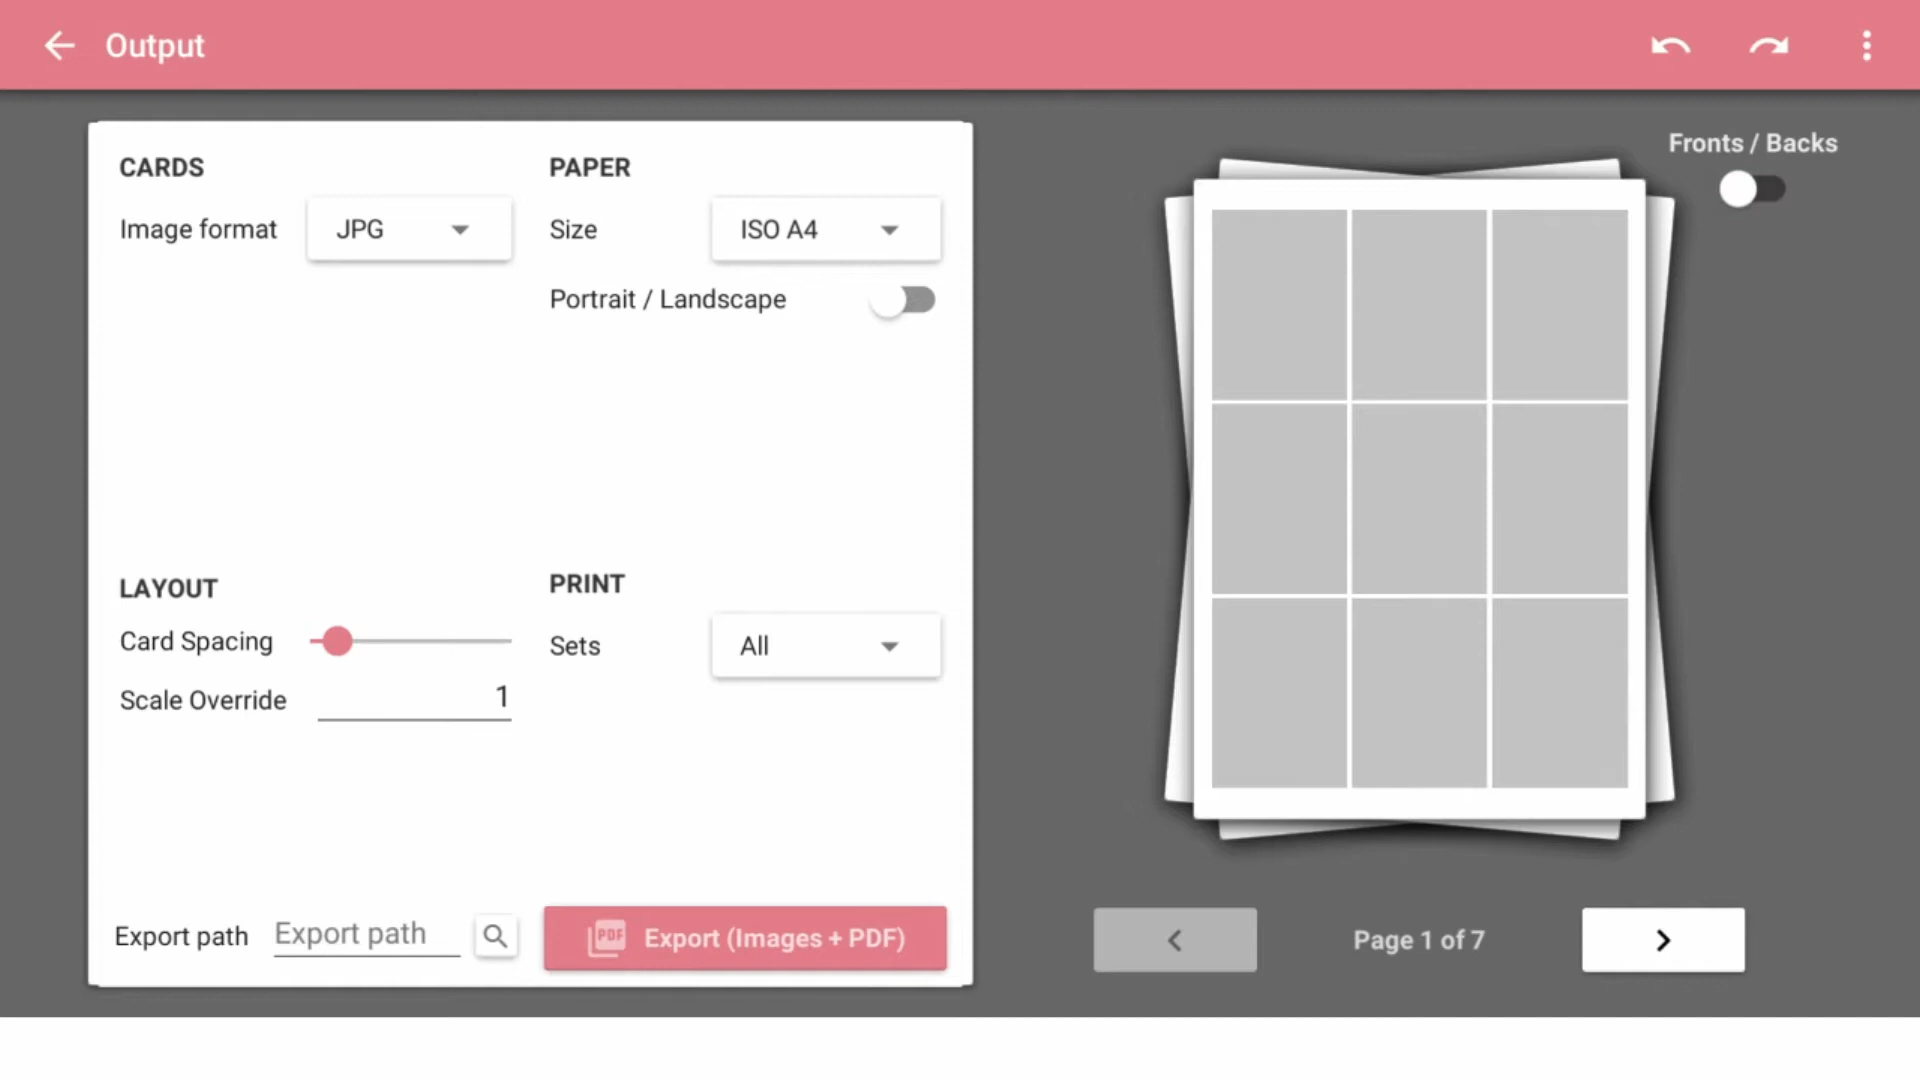 Output
Fronts / Backs
CARDS
Image format
JPG
PAPER
Size
ISO A4
Portrait / Landscape
LAYOUT
Card Spacing
Scale Override
1
PRINT
Sets
All
Export path
Export path
PDF
Export (Images + PDF)
Page 1 of 7